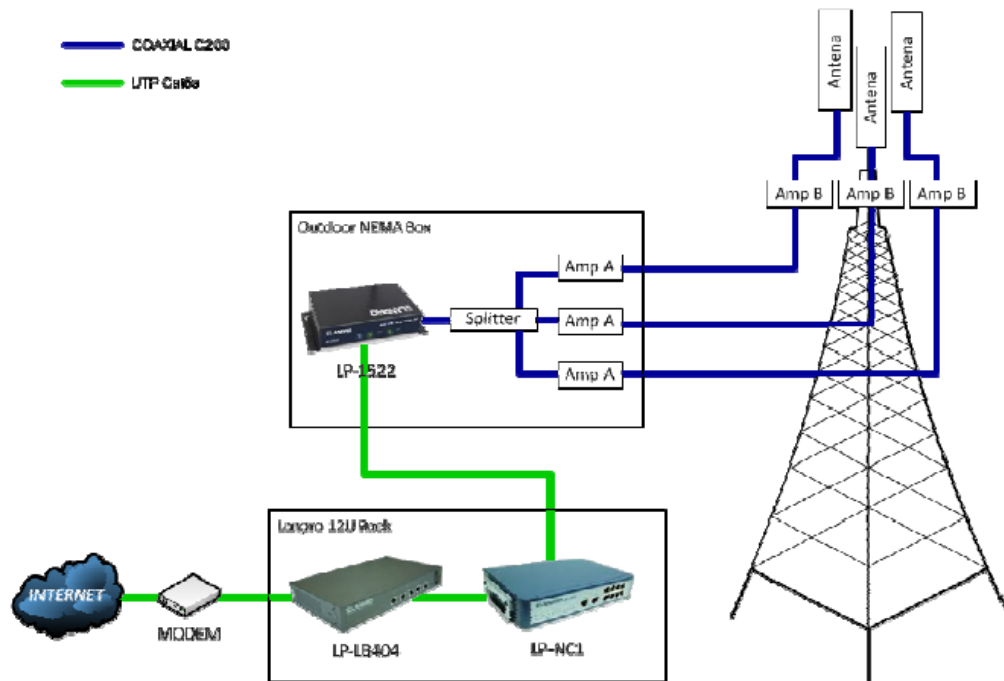 COAXIAL C200
UTP Cat6a
Antena
Antena
Antena
Amp B
Amp B
Amp B
Outdoor NEMA Box
Amp A
Splitter
Amp A
Amp A
LP-1522
Lanpro 12U Rack
INTERNET
MODEM
LP-LB404
LP-NC1